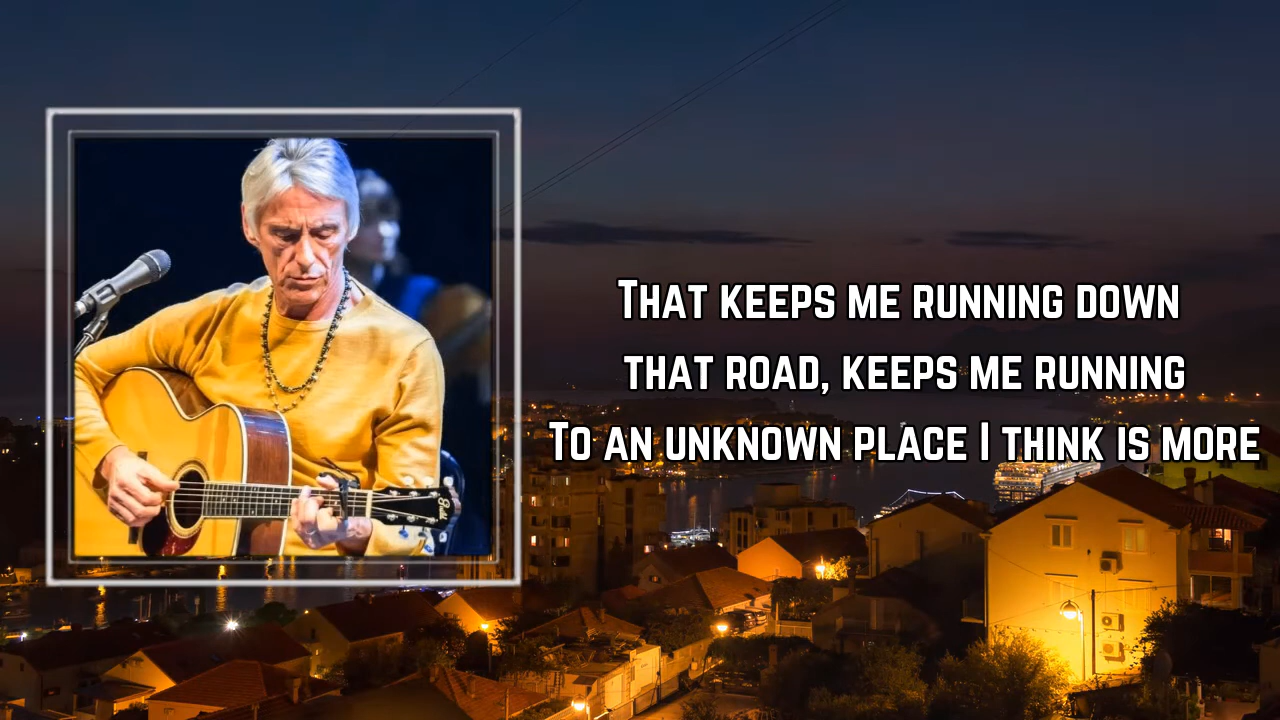 That keeps me running down
that road, keeps me running
To an unknown place I think is more